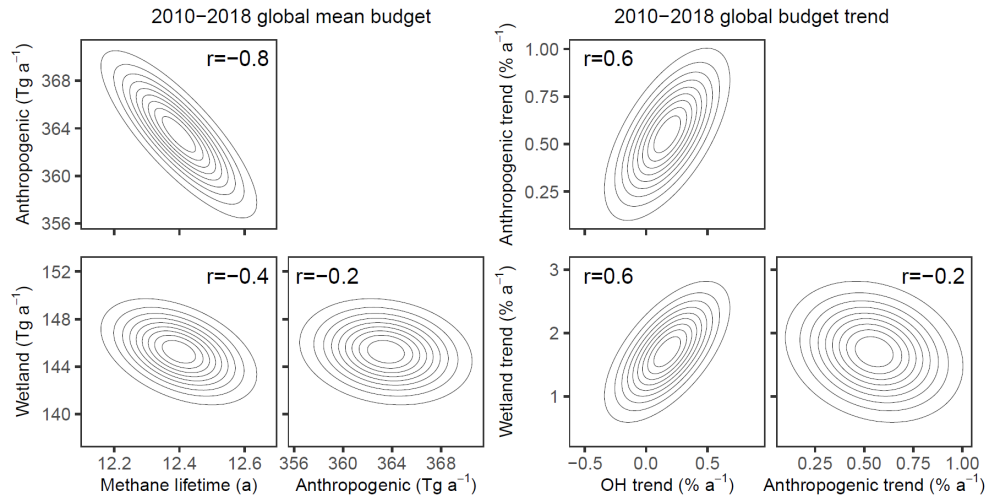 2010−2018 global mean budget
2010−2018 global budget trend
Anthropogenic (Tg a⁻¹)
368
364
360
356
r=−0.8
Anthropogenic trend (% a⁻¹)
1.00
0.75
0.50
0.25
r=0.6
Wetland (Tg a⁻¹)
152
148
144
140
r=−0.4
r=−0.2
12.2 12.4 12.6
356 360 364 368
Methane lifetime (a)
Anthropogenic (Tg a⁻¹)
Wetland trend (% a⁻¹)
3
2
1
r=0.6
r=−0.2
−0.5 0.0 0.5
0.25 0.50 0.75 1.00
OH trend (% a⁻¹)
Anthropogenic trend (% a⁻¹)